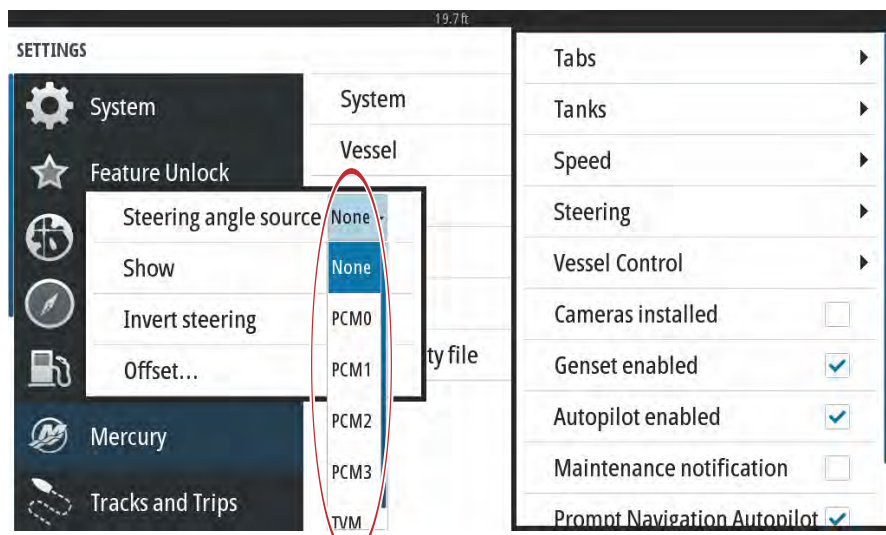 19.7 ft
SETTINGS
System
Feature Unlock
Mercury
Tracks and Trips
System
Vessel
ty file
Steering angle source
Show
Invert steering
Offset...
None
None
PCM0
PCM1
PCM2
PCM3
TVM
Tabs
Tanks
Speed
Steering
Vessel Control
Cameras installed
Genset enabled
Autopilot enabled
Maintenance notification
Prompt Navigation Autopilot